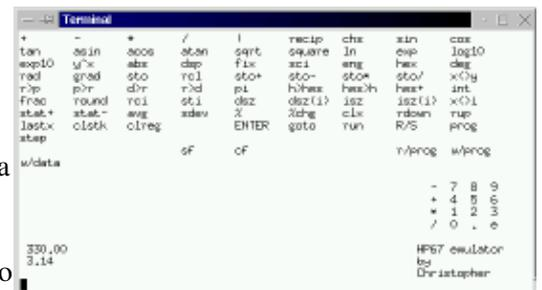 Terminal
+ - * / ! recip chs sin cos
tan asin acos atan sqrt square ln exp log10
exp10 y^x abs dsp fix sci eng hex deg
rad grad sto rcl sto+ sto- sto* sto/ x<>y
r>p p>r d>r r>d pi h>hms hms>h hms+ int
frac round rci sti dsz dsz(i) isz isz(i) x<>i
stat+ stat- avg sdev % %chg clx rdown rup
lastx clstk clreg ENTER goto run R/S prog
step
sf cf r/prog w/prog
a
w/data
- 7 8 9
+ 4 5 6
* 1 2 3
/ 0 . e
330.00 HP67 emulator
3.14 by
o Christopher